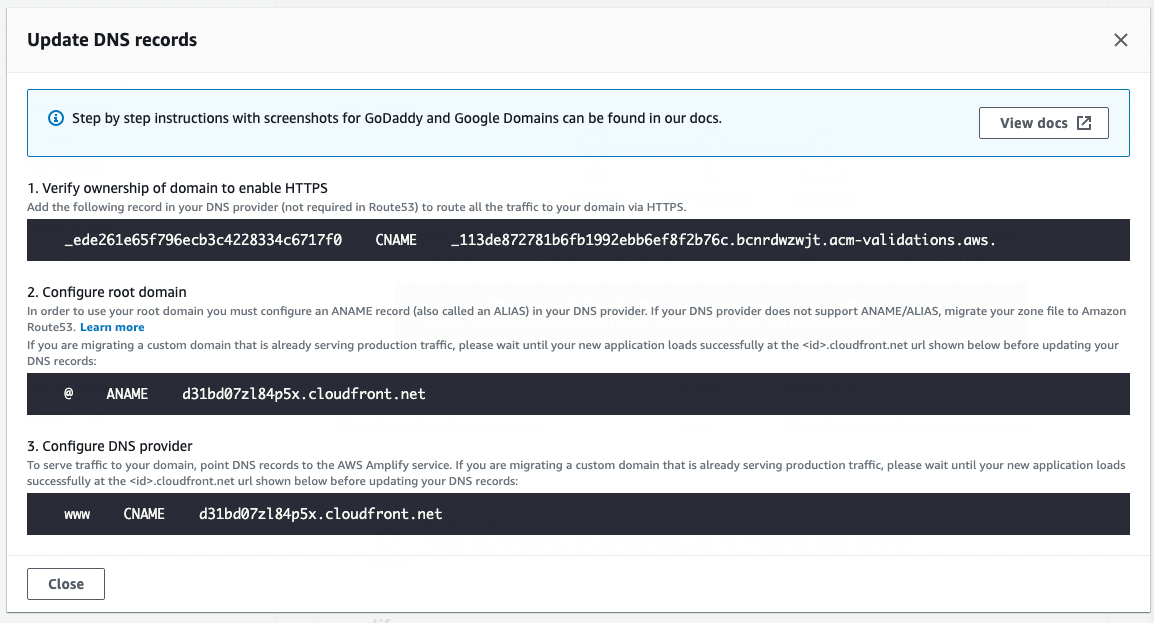 Update DNS records
Step by step instructions with screenshots for GoDaddy and Google Domains can be found in our docs.
View docs
1. Verify ownership of domain to enable HTTPS
Add the following record in your DNS provider (not required in Route53) to route all the traffic to your domain via HTTPS.
_ede261e65f796ecb3c4228334c6717f0 CNAME _113de872781b6fb1992ebb6ef8f2b76c.bcnrdwzwjt.acm-validations.aws.
2. Configure root domain
In order to use your root domain you must configure an ANAME record (also called an ALIAS) in your DNS provider. If your DNS provider does not support ANAME/ALIAS, migrate your zone file to Amazon
Route53. Learn more
If you are migrating a custom domain that is already serving production traffic, please wait until your new application loads successfully at the <id>.cloudfront.net url shown below before updating your
DNS records:
@ ANAME d31bd07zl84p5x.cloudfront.net
3. Configure DNS provider
To serve traffic to your domain, point DNS records to the AWS Amplify service. If you are migrating a custom domain that is already serving production traffic, please wait until your new application loads
successfully at the <id>.cloudfront.net url shown below before updating your DNS records:
www CNAME d31bd07zl84p5x.cloudfront.net
Close